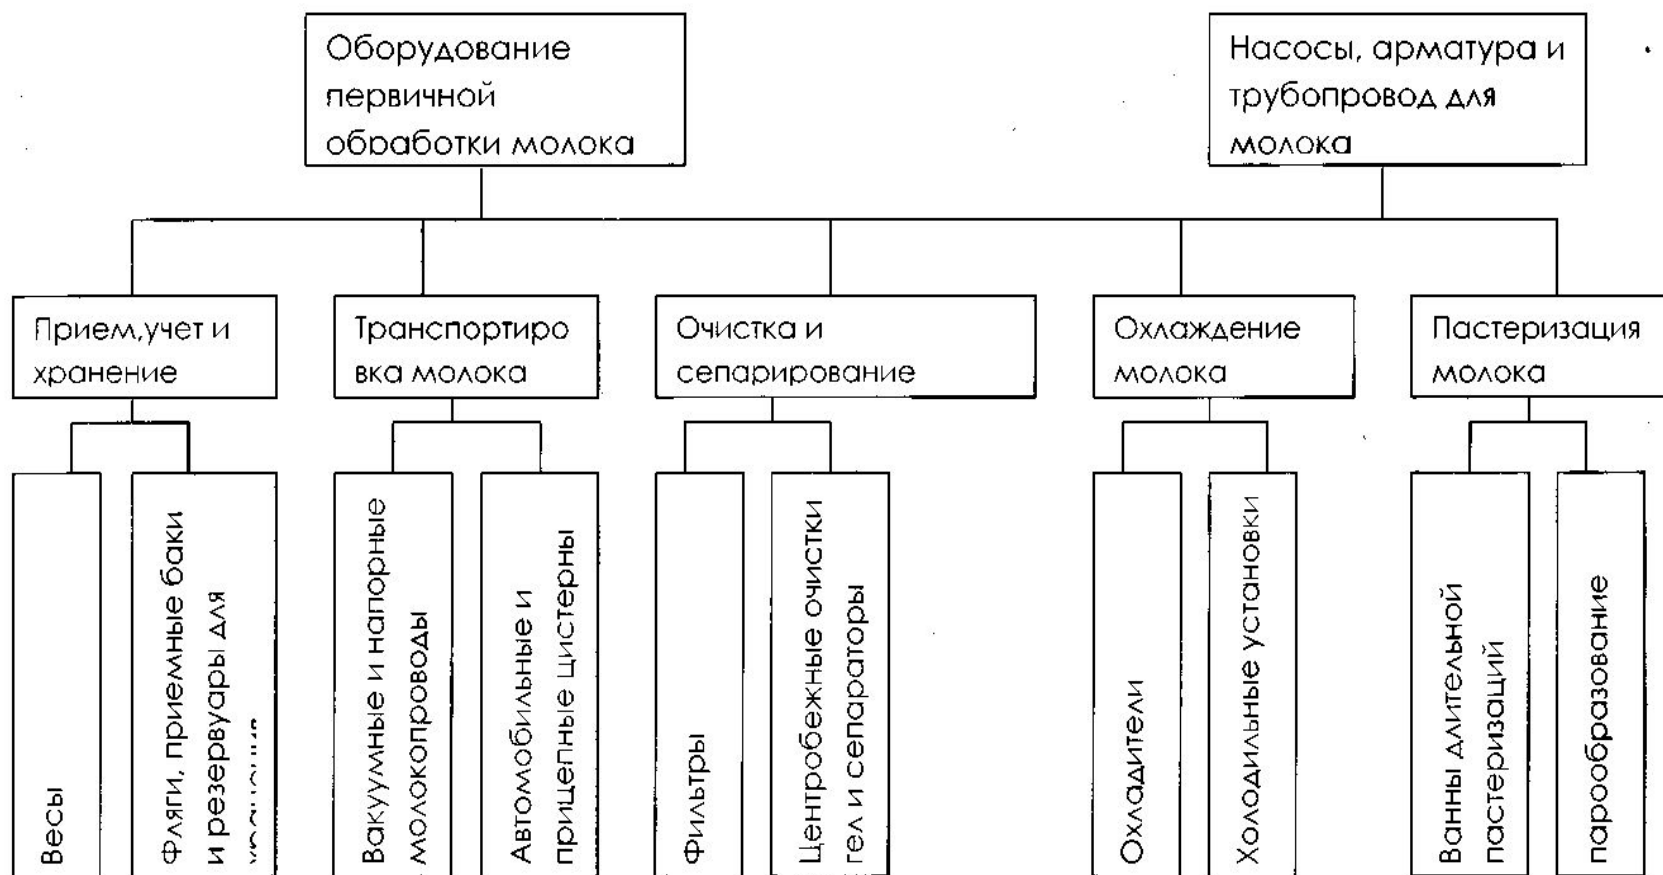 Оборудование
первичной
обработки молока
Насосы, арматура и
трубопровод для
молока
Прием,учет и
хранение
Транспортиро
вка молока
Очистка и
сепарирование
Охлаждение
молока
Пастеризация
молока
Весы
Фляги, приемные баки
и резервуары для
Вакуумные и напорные
молокопроводы
Автомобильные и
прицепные цистерны
Фильтры
Центробежные очистки
гел и сепараторы
Охладители
Холодильные установки
Ванны длительной
пастеризаций
парообразование